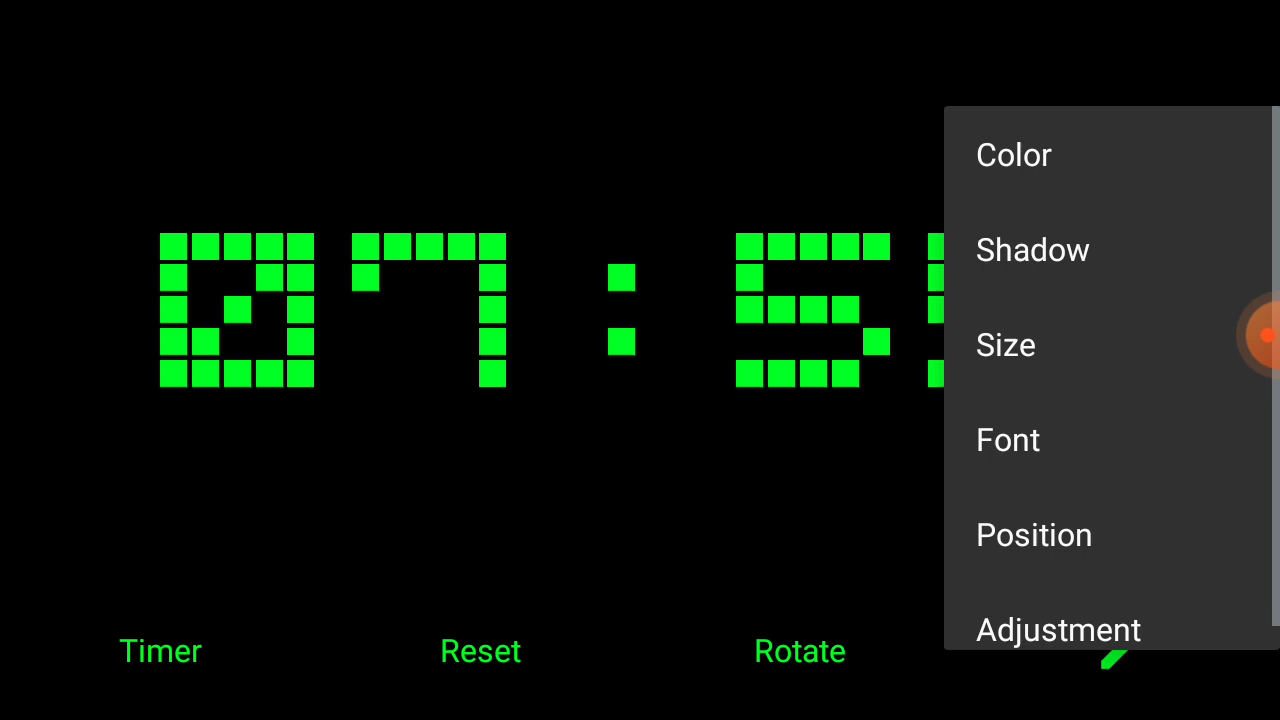 07:5
Color
Shadow
Size
Font
Position
Adjustment
Timer
Reset
Rotate